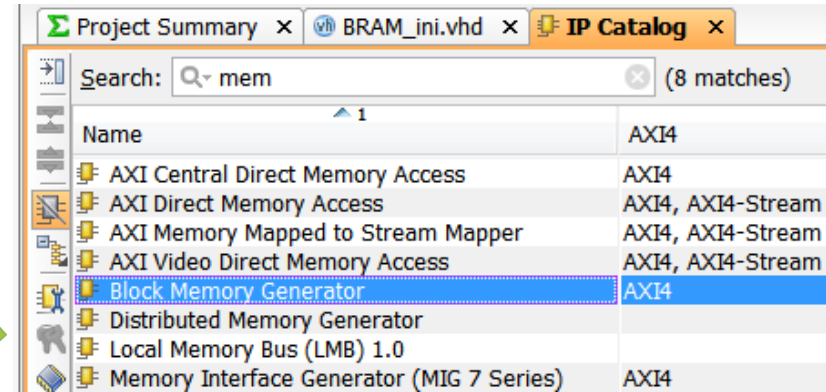 Project Summary × BRAM_ini.vhd × IP Catalog ×
Search: mem (8 matches)
1
Name AXI4
AXI Central Direct Memory Access AXI4
AXI Direct Memory Access AXI4, AXI4-Stream
AXI Memory Mapped to Stream Mapper AXI4, AXI4-Stream
AXI Video Direct Memory Access AXI4, AXI4-Stream
Block Memory Generator AXI4
Distributed Memory Generator
Local Memory Bus (LMB) 1.0
Memory Interface Generator (MIG 7 Series) AXI4